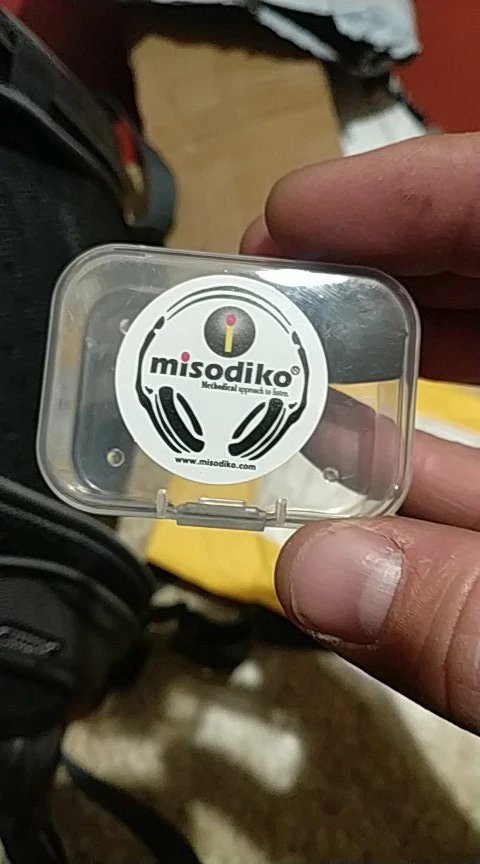 misodiko®
Methodical approach to listen.
www.misodiko.com